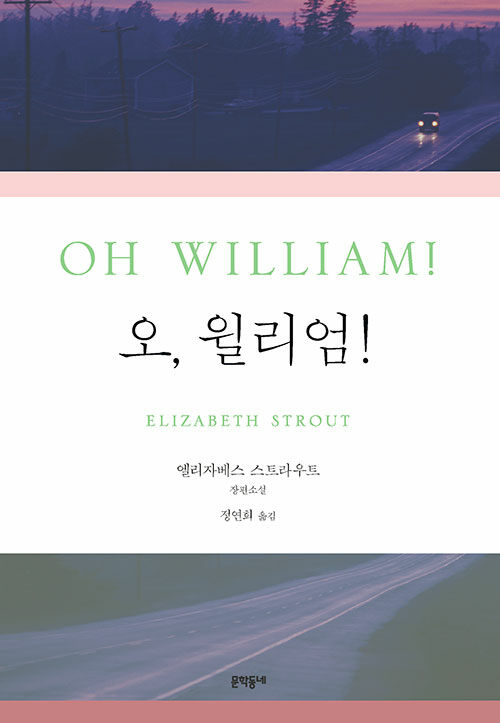 OH WILLIAM!
오, 윌리엄!
ELIZABETH STROUT
엘리자베스 스트라우트
장편소설
정연희 옮김
문학동네